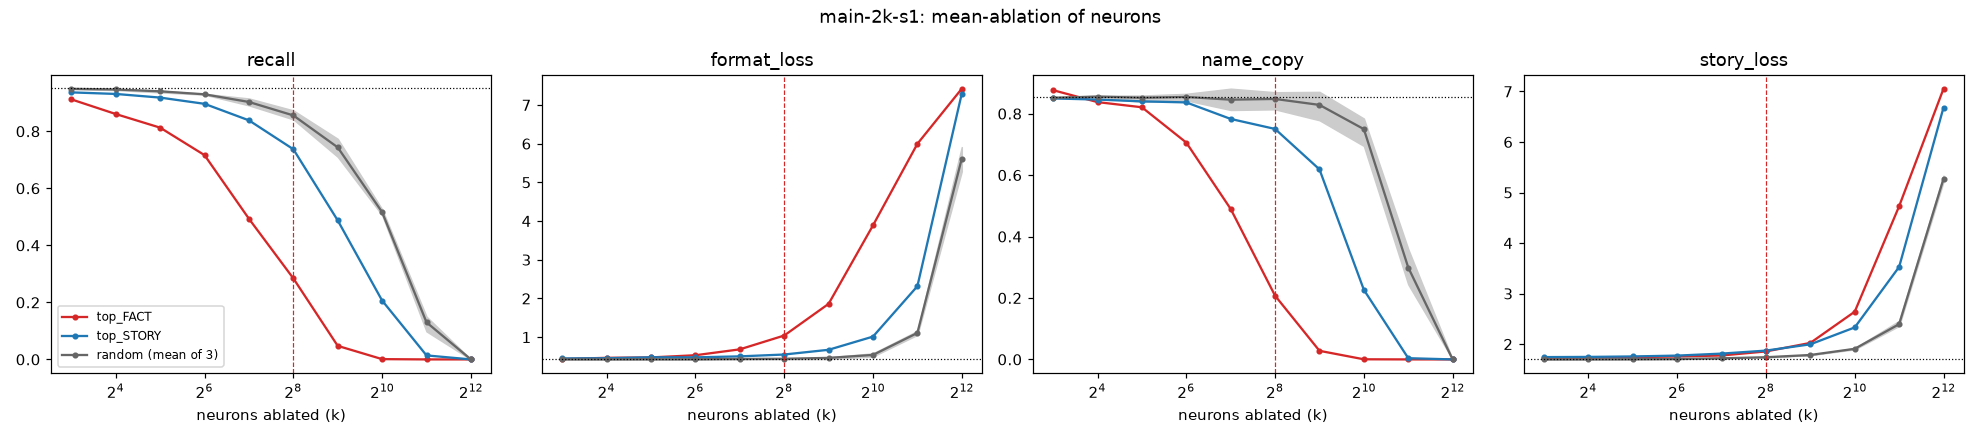 main-2k-s1: mean-ablation of neurons
recall
0.8
0.6
0.4
0.2
0.0
top_FACT
top_STORY
random (mean of 3)
2^4 2^6 2^8 2^10 2^12
neurons ablated (k)
format_loss
7
6
5
4
3
2
1
2^4 2^6 2^8 2^10 2^12
neurons ablated (k)
name_copy
0.8
0.6
0.4
0.2
0.0
2^4 2^6 2^8 2^10 2^12
neurons ablated (k)
story_loss
7
6
5
4
3
2
2^4 2^6 2^8 2^10 2^12
neurons ablated (k)